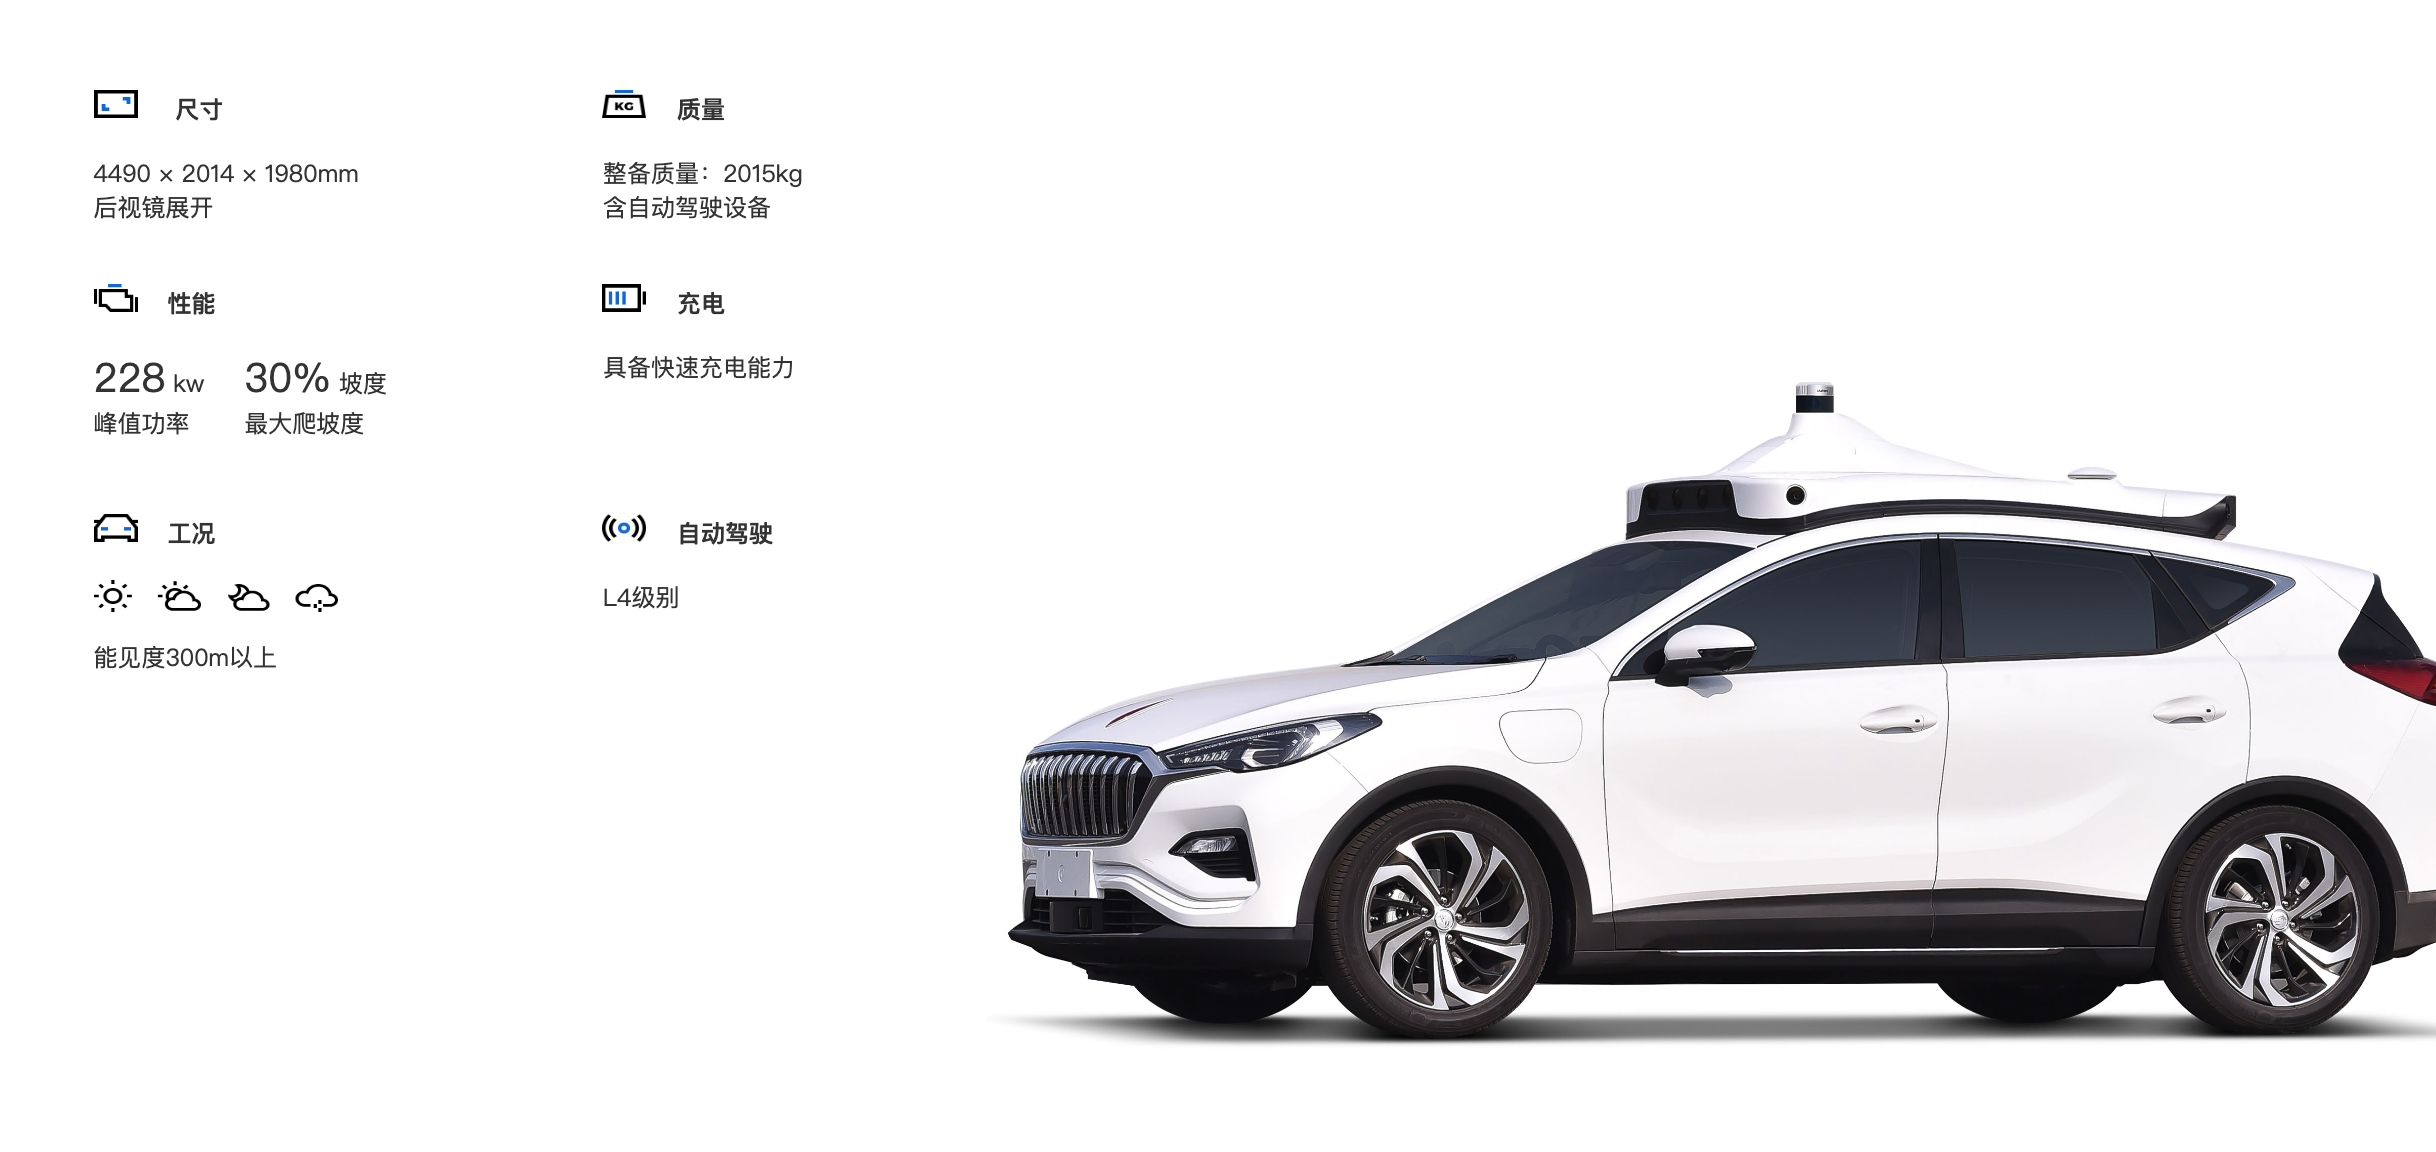 尺寸
4490 × 2014 × 1980mm
后视镜展开
质量
KG
整备质量：2015kg
含自动驾驶设备
性能
228 kw
峰值功率
30% 坡度
最大爬坡度
充电
具备快速充电能力
工况
能见度300m以上
自动驾驶
L4级别